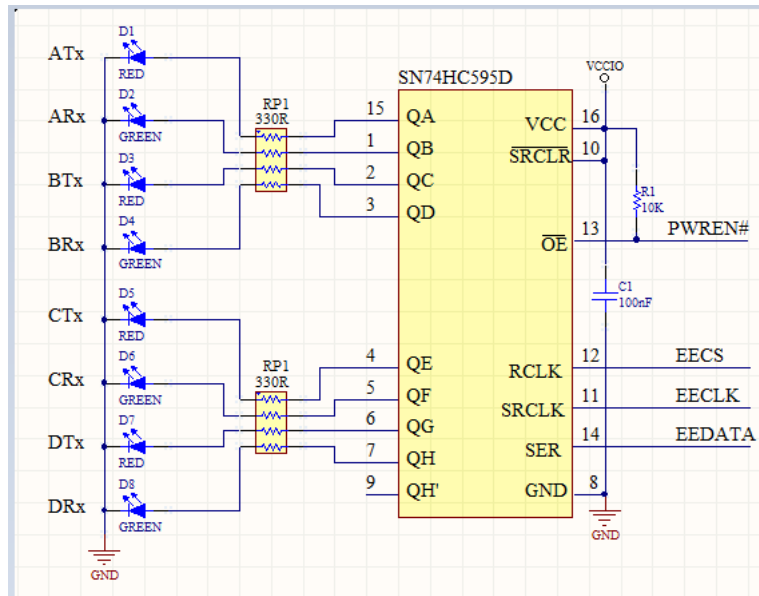 ATx
D1
RED
ARx
D2
GREEN
BTx
D3
RED
BRx
D4
GREEN
CTx
D5
RED
CRx
D6
GREEN
DTx
D7
RED
DRx
D8
GREEN
GND
RP1
330R
RP1
330R
SN74HC595D
15 QA
1 QB
2 QC
3 QD
4 QE
5 QF
6 QG
7 QH
9 QH'
VCC 16
SRCLR 10
OE 13 PWREN#
RCLK 12 EECS
SRCLK 11 EECLK
SER 14 EEDATA
GND 8
VCCIO
R1
10K
C1
100nF
GND